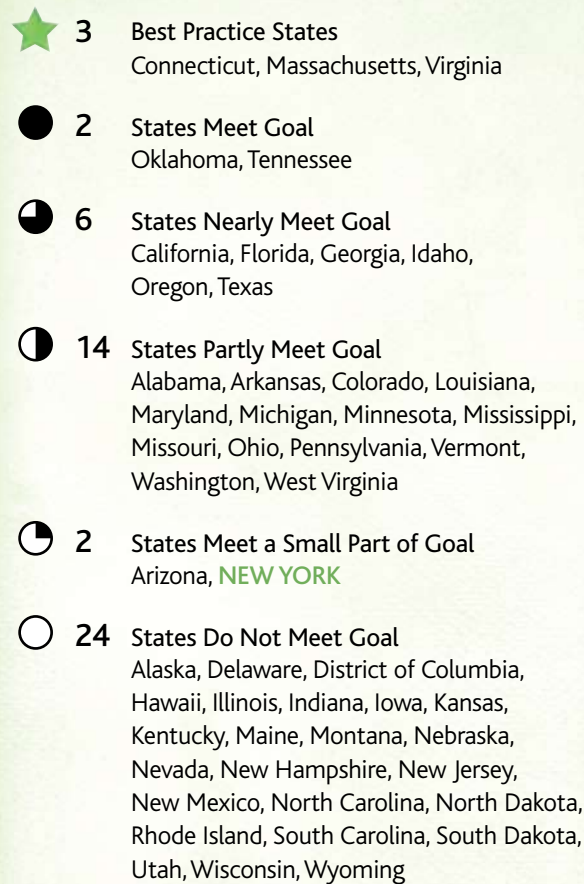 3 Best Practice States
Connecticut, Massachusetts, Virginia
2 States Meet Goal
Oklahoma, Tennessee
6 States Nearly Meet Goal
California, Florida, Georgia, Idaho,
Oregon, Texas
14 States Partly Meet Goal
Alabama, Arkansas, Colorado, Louisiana,
Maryland, Michigan, Minnesota, Mississippi,
Missouri, Ohio, Pennsylvania, Vermont,
Washington, West Virginia
2 States Meet a Small Part of Goal
Arizona, NEW YORK
24 States Do Not Meet Goal
Alaska, Delaware, District of Columbia,
Hawaii, Illinois, Indiana, Iowa, Kansas,
Kentucky, Maine, Montana, Nebraska,
Nevada, New Hampshire, New Jersey,
New Mexico, North Carolina, North Dakota,
Rhode Island, South Carolina, South Dakota,
Utah, Wisconsin, Wyoming